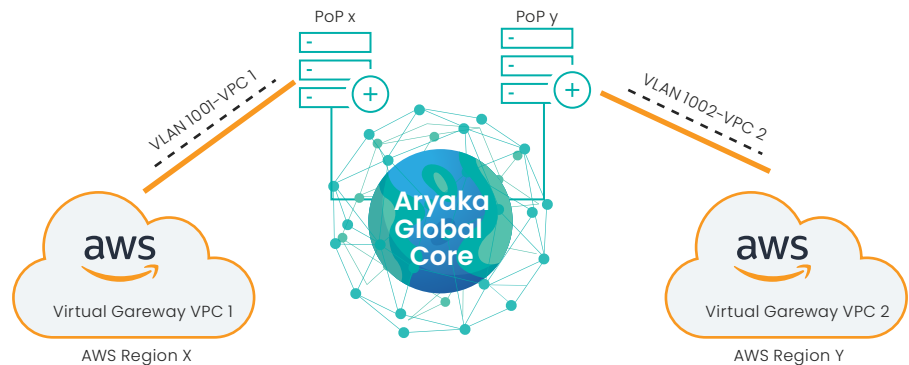 PoP x
PoP y
VLAN 1001-VPC 1
VLAN 1002-VPC 2
Aryaka
Global
Core
aws
Virtual Gareway VPC 1
AWS Region X
aws
Virtual Gareway VPC 2
AWS Region Y